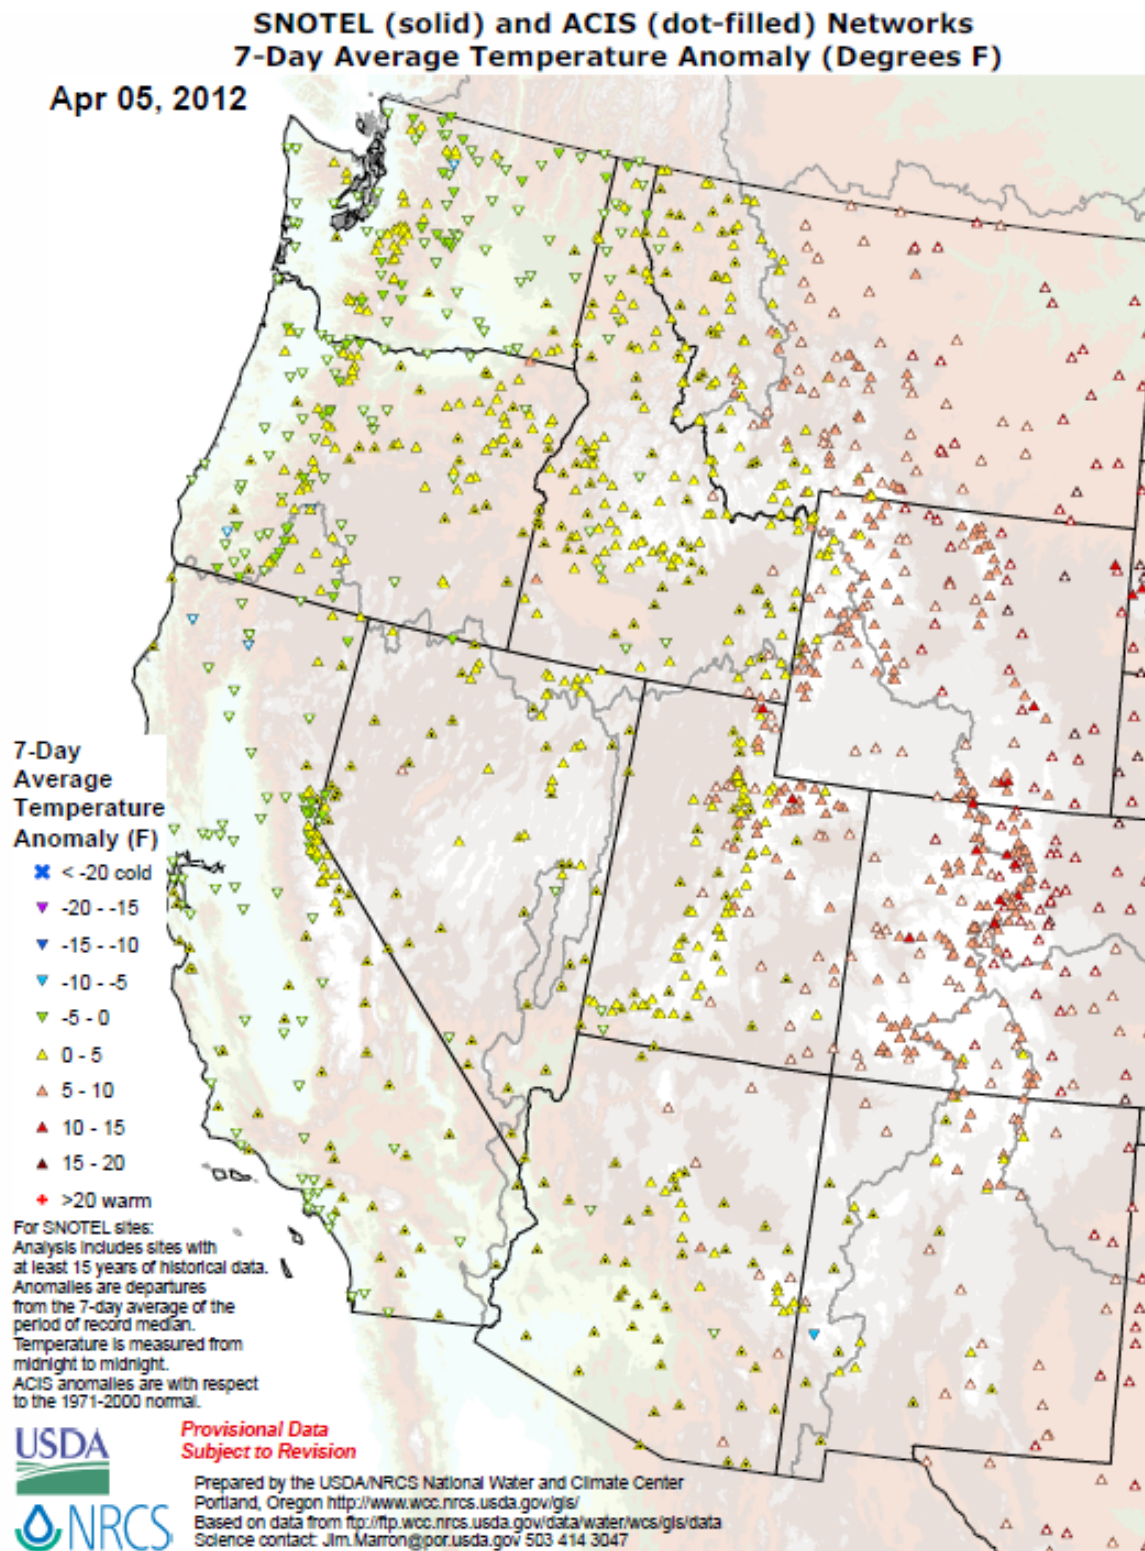 SNOTEL (solid) and ACIS (dot-filled) Networks
7-Day Average Temperature Anomaly (Degrees F)
Apr 05, 2012
7-Day
Average
Temperature
Anomaly (F)
< -20 cold
-20 - -15
-15 - -10
-10 - -5
-5 - 0
0 - 5
5 - 10
10 - 15
15 - 20
>20 warm
For SNOTEL sites:
Analysis includes sites with
at least 15 years of historical data.
Anomalies are departures
from the 7-day average of the
period of record median.
Temperature is measured from
midnight to midnight.
ACIS anomalies are with respect
to the 1971-2000 normal.
USDA
NRCS
Provisional Data
Subject to Revision
Prepared by the USDA/NRCS National Water and Climate Center
Portland, Oregon http://www.wcc.nrcs.usda.gov/gis/
Based on data from ftp://ftp.wcc.nrcs.usda.gov/data/water/wcs/gis/data
Science contact: Jim.Marron@por.usda.gov 503 414 3047